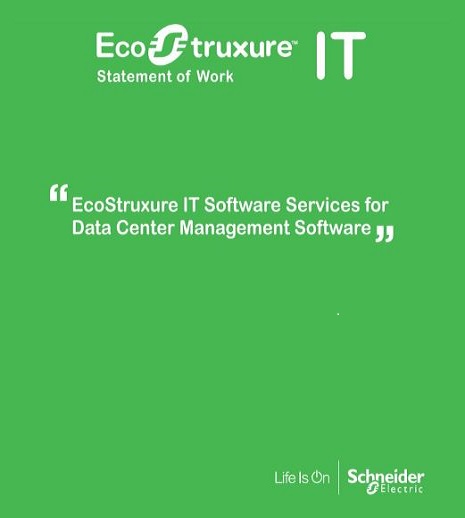 EcoStruxure™ IT
Statement of Work
“EcoStruxure IT Software Services for
Data Center Management Software”
Life Is On
Schneider
Electric